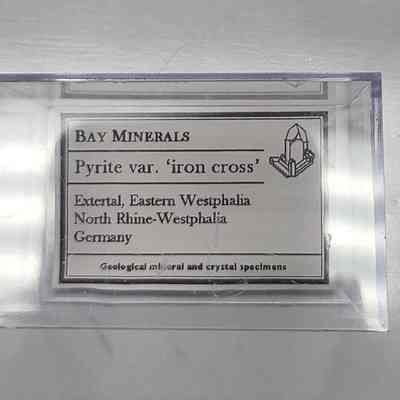 BAY MINERALS
Pyrite var. 'iron cross'
Extertal, Eastern Westphalia
North Rhine-Westphalia
Germany
Geological mineral and crystal specimens